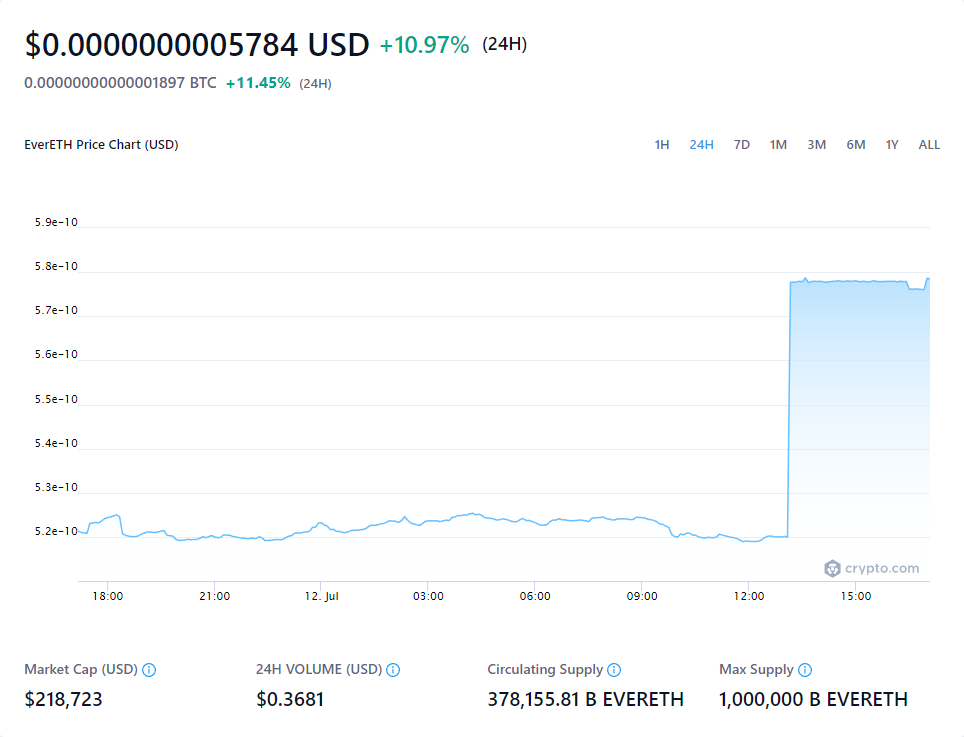 $0.0000000005784 USD +10.97% (24H)
0.00000000000001897 BTC +11.45% (24H)
EverETH Price Chart (USD) 1H 24H 7D 1M 3M 6M 1Y ALL
5.9e-10
5.8e-10
5.7e-10
5.6e-10
5.5e-10
5.4e-10
5.3e-10
5.2e-10
crypto.com
18:00 21:00 12. Jul 03:00 06:00 09:00 12:00 15:00
Market Cap (USD) 24H VOLUME (USD) Circulating Supply Max Supply
$218,723 $0.3681 378,155.81 B EVERETH 1,000,000 B EVERETH